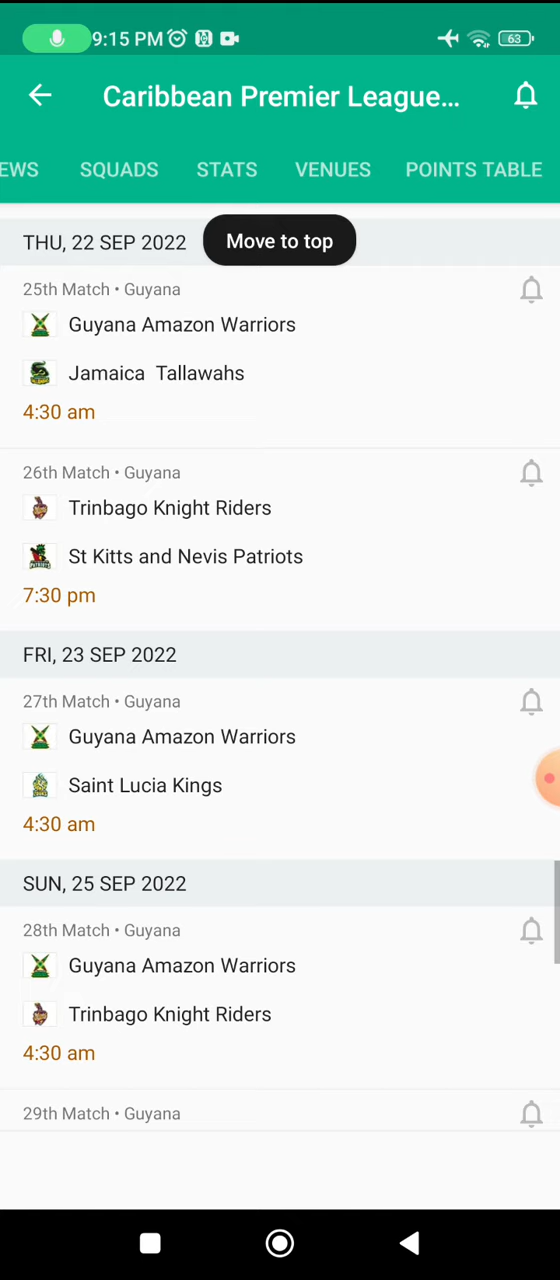 9:15 PM
63
Caribbean Premier League...
EWS SQUADS STATS VENUES POINTS TABLE
THU, 22 SEP 2022
Move to top
25th Match • Guyana
Guyana Amazon Warriors
Jamaica Tallawahs
4:30 am
26th Match • Guyana
Trinbago Knight Riders
St Kitts and Nevis Patriots
7:30 pm
FRI, 23 SEP 2022
27th Match • Guyana
Guyana Amazon Warriors
Saint Lucia Kings
4:30 am
SUN, 25 SEP 2022
28th Match • Guyana
Guyana Amazon Warriors
Trinbago Knight Riders
4:30 am
29th Match • Guyana